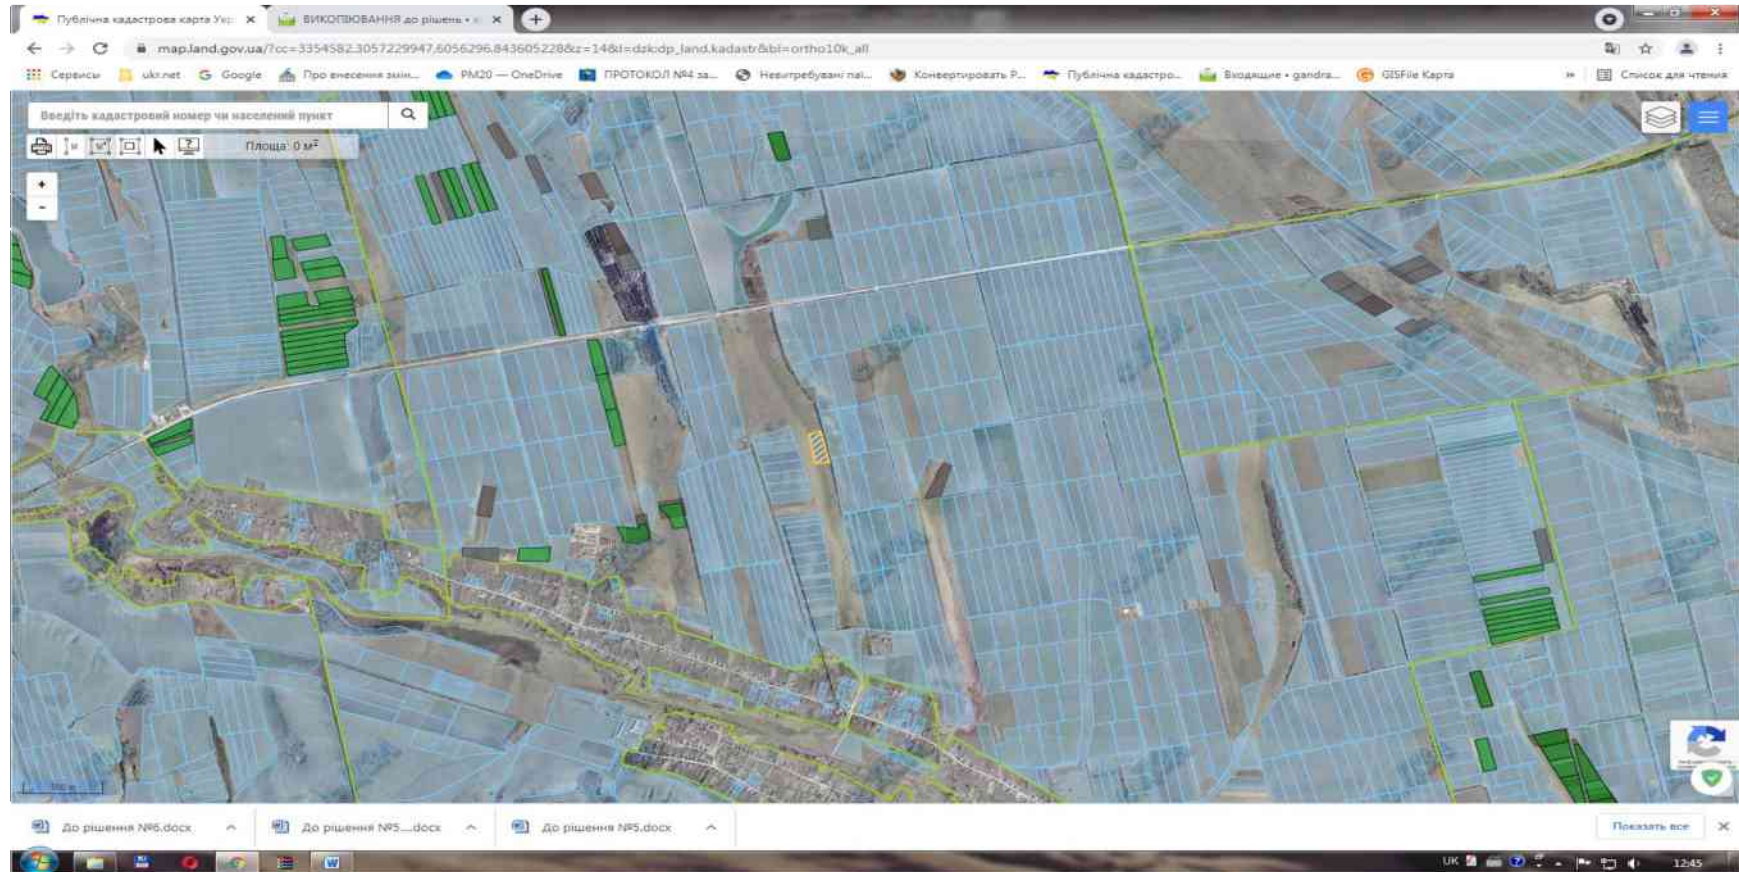 Публічна кадастрова карта Укр
ВИКОПІЮВАННЯ до рішень •
map.land.gov.ua/?cc=3354582.3057229947,6056296.843605228&z=14&l=dzk:dp_land.kadastr&bl=ortho10k_all
Сервисы
ukr.net
Google
Про внесення змін...
PM20 — OneDrive
ПРОТОКОЛ №4 за...
Невитребувані паї...
Конвертировать P...
Публічна кадастро...
Входящие • gandra...
GISFile Карта
»
Список для чтения
Введіть кадастровий номер чи населений пункт
Площа: 0 м²
+
-
До рішення №6.docx
До рішення №5....docx
До рішення №5.docx
Показать все
UK
12:45